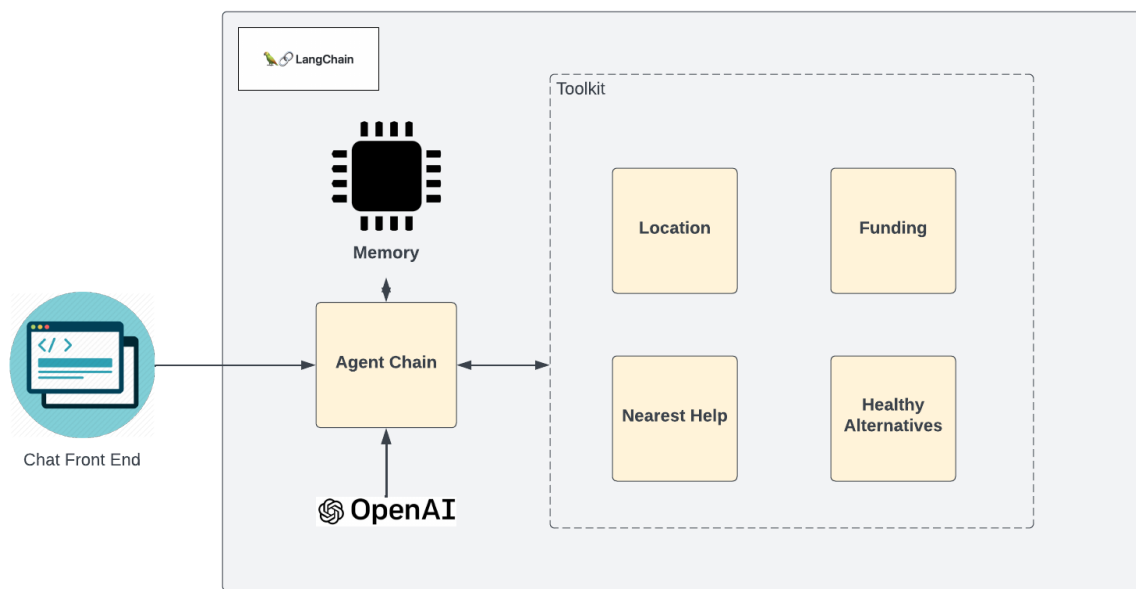 LangChain
Toolkit
Location
Funding
Memory
Agent Chain
Nearest Help
Healthy
Alternatives
</>
Chat Front End
OpenAI